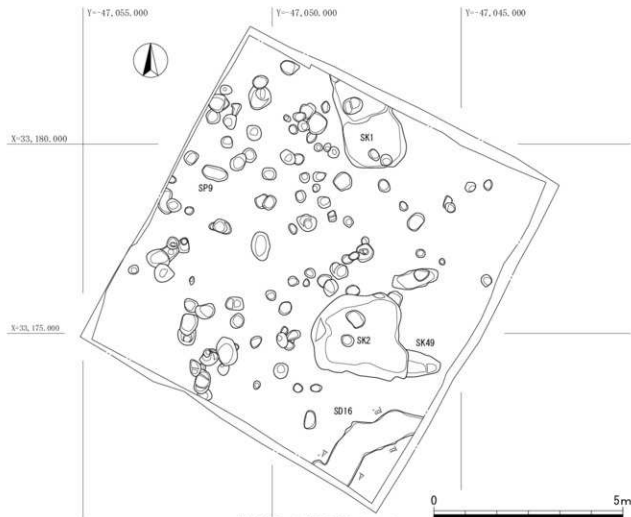 Y=-47,055.000
Y=-47,050.000
Y=-47,045.000
X=33,180.000
SK1
SP9
X=33,175.000
SK2
SK49
SD16
0
5m